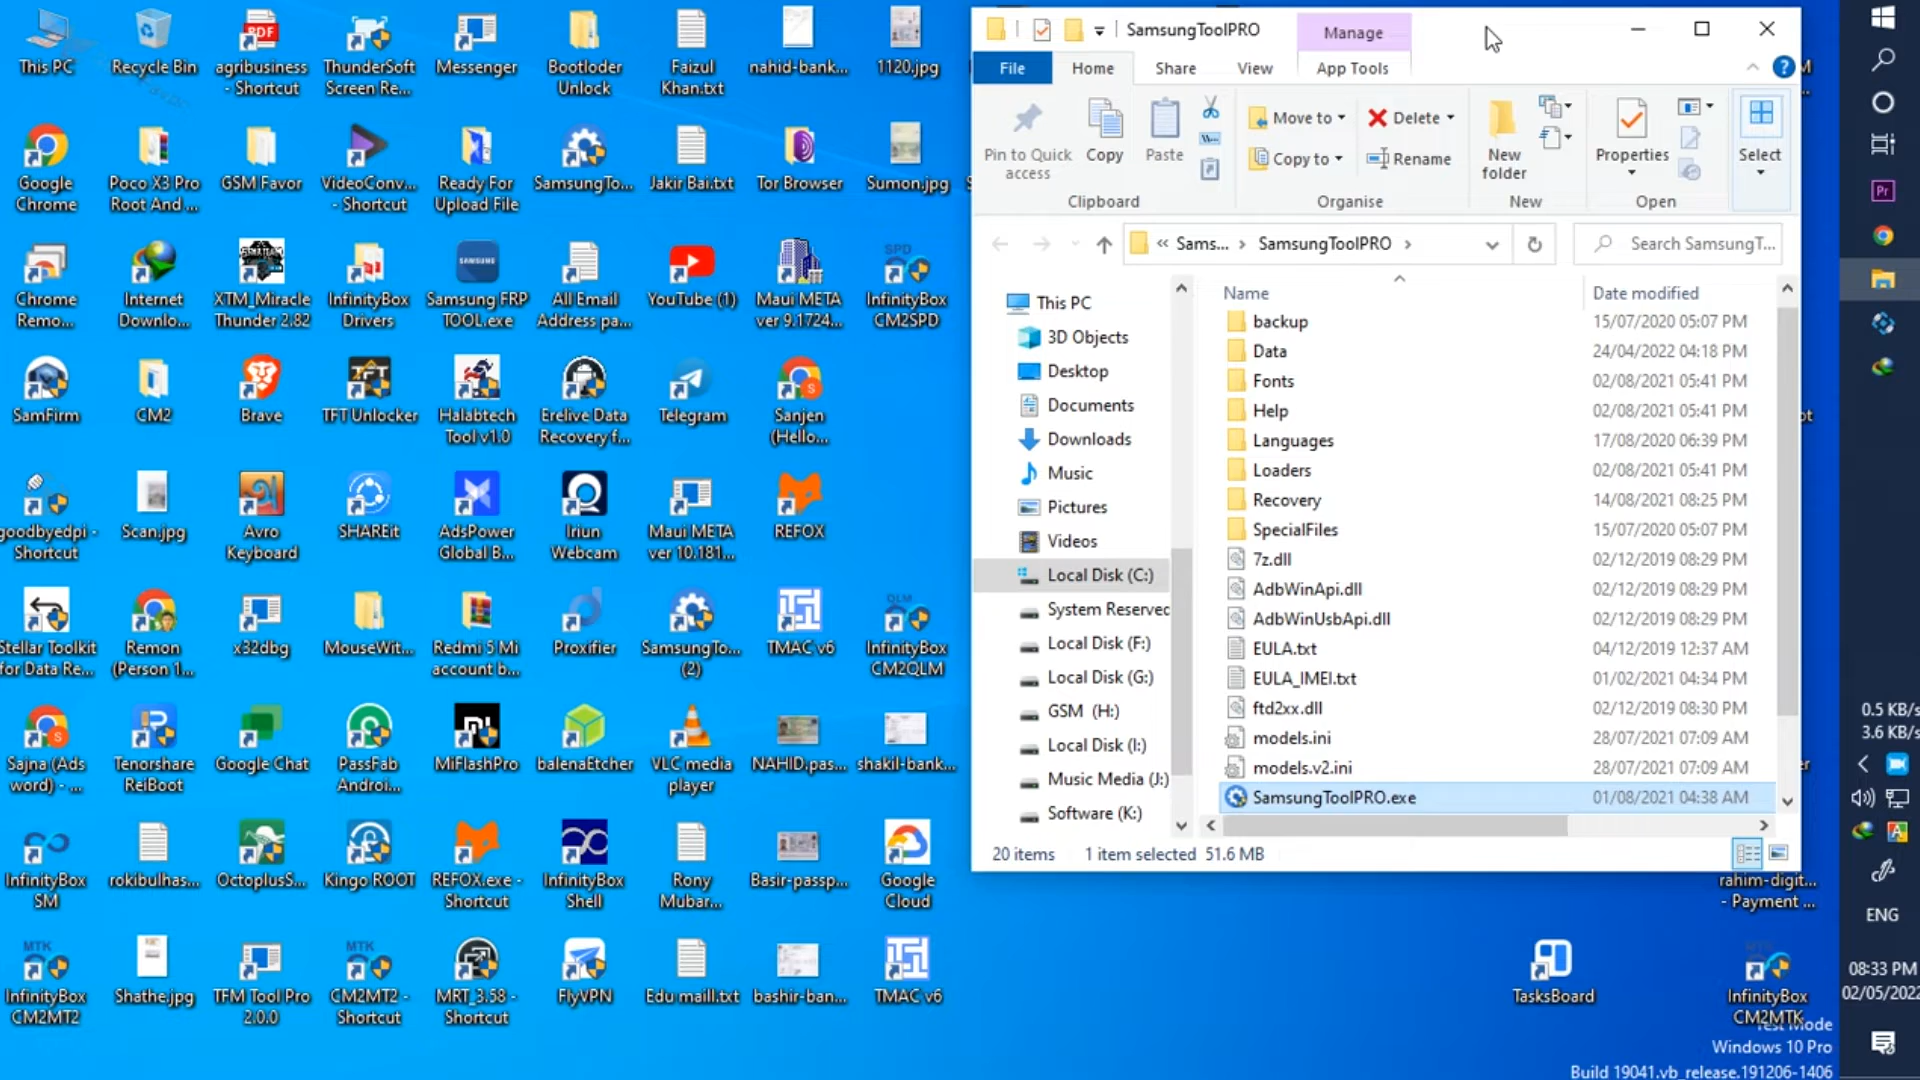 This PC
Recycle Bin
agribusiness
- Shortcut
ThunderSoft
Screen Re...
Messenger
Bootloder
Unlock
Faizul
Khan.txt
nahid-bank...
1120.jpg
Google
Chrome
Poco X3 Pro
Root And ...
GSM Favor
VideoConv...
- Shortcut
Ready For
Upload File
SamsungTo...
Jakir Bai.txt
Tor Browser
Sumon.jpg
Chrome
Remo...
Internet
Downlo...
XTM_Miracle
Thunder 2.82
InfinityBox
Drivers
SAMSUNG
Samsung FRP
TOOL.exe
All Email
Address pa...
YouTube (1)
Maui META
ver 9.1724...
SPD
InfinityBox
CM2SPD
SamFirm
CM2
Brave
TFT
TFT Unlocker
Halabtech
Tool v1.0
Erelive Data
Recovery f...
Telegram
Sanjen
(Hello...
goodbyedpi -
Shortcut
Scan.jpg
Avro
Keyboard
SHAREit
AdsPower
Global B...
Iriun
Webcam
Maui META
ver 10.181...
REFOX
Stellar Toolkit
for Data Re...
Remon
(Person 1...
x32dbg
MouseWit...
Redmi 5 Mi
account b...
Proxifier
SamsungTo...
(2)
TMAC v6
QLM
InfinityBox
CM2QLM
Sajna (Ads
word) - ...
Tenorshare
ReiBoot
Google Chat
PassFab
Androi...
MiFlashPro
balenaEtcher
VLC media
player
NAHID.pas...
shakil-bank...
InfinityBox
SM
rokibulhas...
OctoplusS...
Kingo ROOT
REFOX.exe -
Shortcut
InfinityBox
Shell
Rony
Mubar...
Basir-passp...
Google
Cloud
MTK
InfinityBox
CM2MT2
Shathe.jpg
TFM Tool Pro
2.0.0
MTK
CM2MT2 -
Shortcut
MRT_3.58 -
Shortcut
FlyVPN
Edu maill.txt
bashir-ban...
TMAC v6
SamsungToolPRO
Manage
File
Home
Share
View
App Tools
Pin to Quick
access
Copy
Paste
Clipboard
Move to
Copy to
Delete
Rename
Organise
New
folder
New
Properties
Open
Select
« Sams... › SamsungToolPRO ›
Search SamsungT...
This PC
3D Objects
Desktop
Documents
Downloads
Music
Pictures
Videos
Local Disk (C:)
System Reserved
Local Disk (F:)
Local Disk (G:)
GSM (H:)
Local Disk (I:)
Music Media (J:)
Software (K:)
Name Date modified
backup 15/07/2020 05:07 PM
Data 24/04/2022 04:18 PM
Fonts 02/08/2021 05:41 PM
Help 02/08/2021 05:41 PM
Languages 17/08/2020 06:39 PM
Loaders 02/08/2021 05:41 PM
Recovery 14/08/2021 08:25 PM
SpecialFiles 15/07/2020 05:07 PM
7z.dll 02/12/2019 08:29 PM
AdbWinApi.dll 02/12/2019 08:29 PM
AdbWinUsbApi.dll 02/12/2019 08:29 PM
EULA.txt 04/12/2019 12:37 AM
EULA_IMEI.txt 01/02/2021 04:34 PM
ftd2xx.dll 02/12/2019 08:30 PM
models.ini 28/07/2021 07:09 AM
models.v2.ini 28/07/2021 07:09 AM
SamsungToolPRO.exe 01/08/2021 04:38 AM
20 items 1 item selected 51.6 MB
rahim-digit...
- Payment ...
TasksBoard
InfinityBox
CM2MTK
Test Mode
Windows 10 Pro
Build 19041.vb_release.191206-1406
Pr
0.5 KB/s
3.6 KB/s
ENG
08:33 PM
02/05/2022